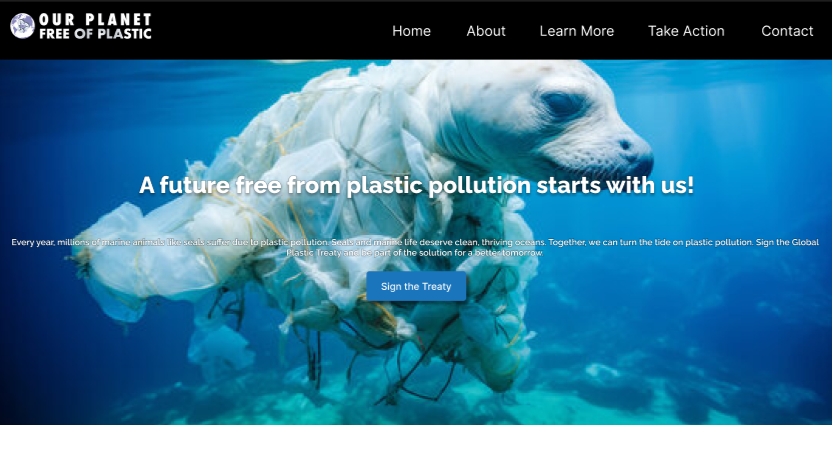 OUR PLANET
FREE OF PLASTIC
Home About Learn More Take Action Contact
A future free from plastic pollution starts with us!
Every year, millions of marine animals like seals suffer due to plastic pollution. Seals and marine life deserve clean, thriving oceans. Together, we can turn the tide on plastic pollution. Sign the Global
Plastic Treaty and be part of the solution for a better tomorrow.
Sign the Treaty